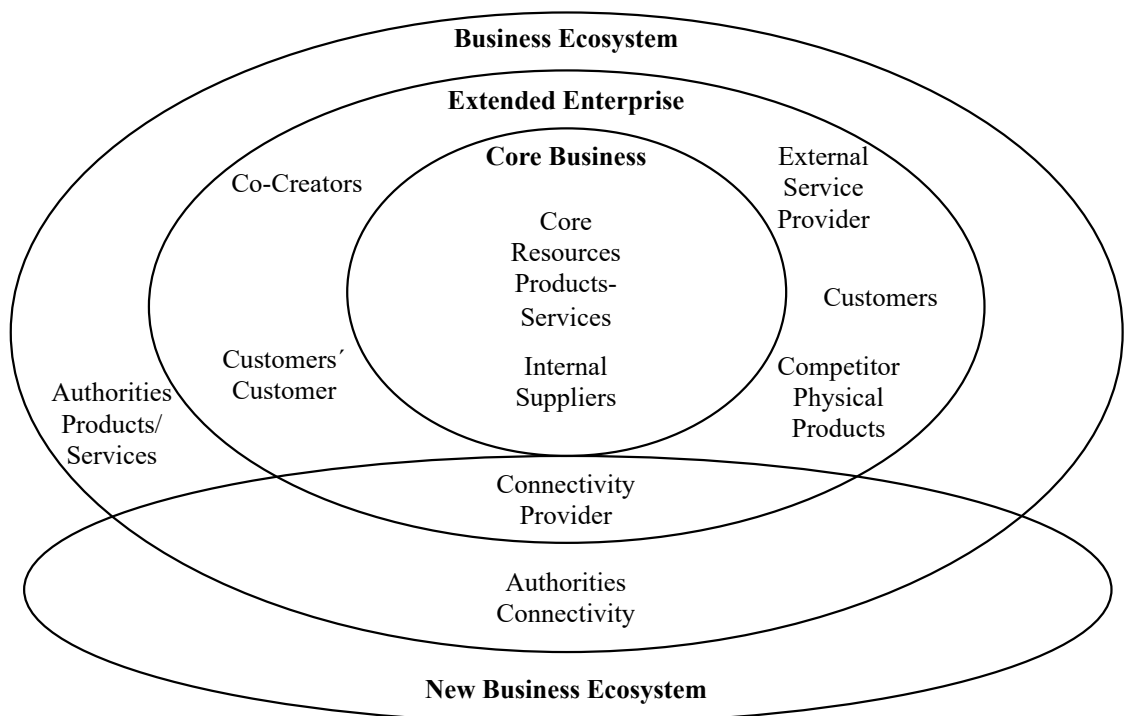 Business Ecosystem
Extended Enterprise
Core Business
Co-Creators
External
Service
Provider
Core
Resources
Products-
Services
Customers
Customers´
Customer
Internal
Suppliers
Competitor
Physical
Products
Authorities
Products/
Services
Connectivity
Provider
Authorities
Connectivity
New Business Ecosystem